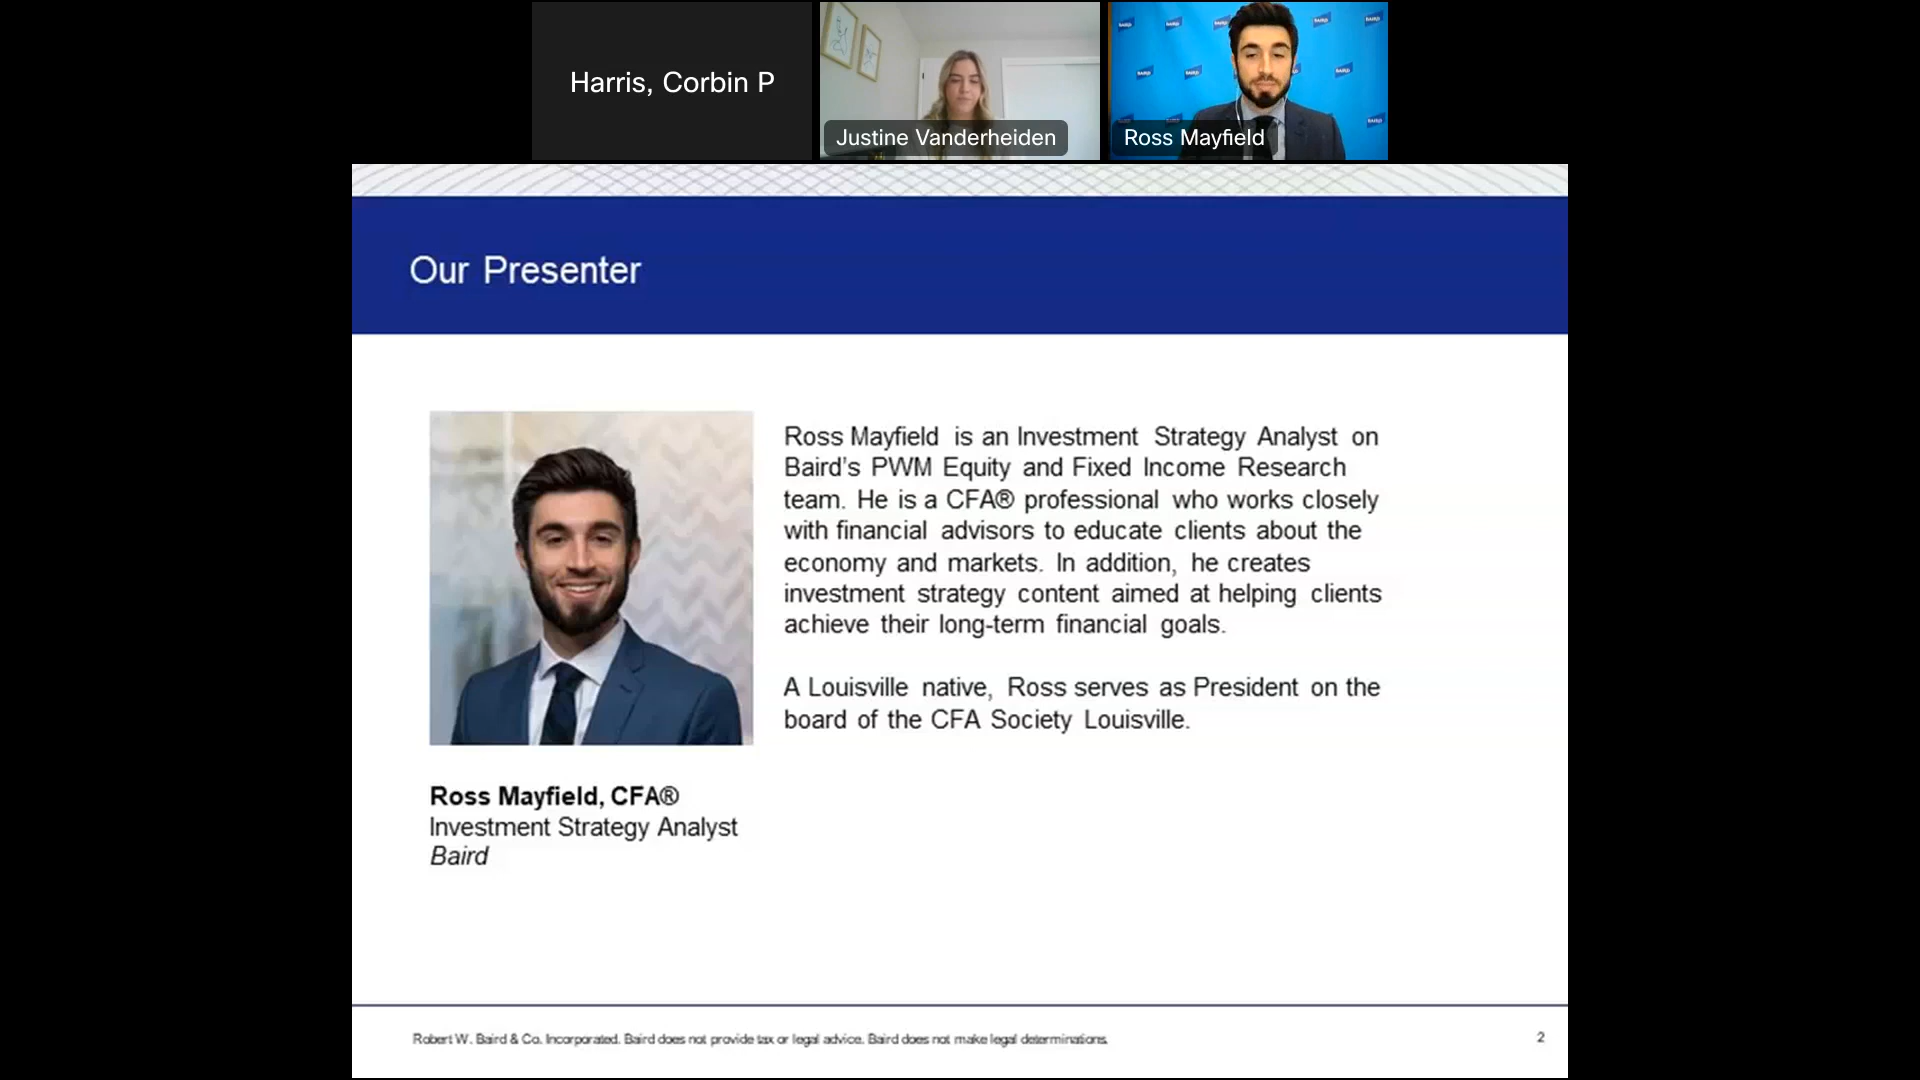 Harris, Corbin P
Justine Vanderheiden
Ross Mayfield
Our Presenter
Ross Mayfield is an Investment Strategy Analyst on
Baird’s PWM Equity and Fixed Income Research
team. He is a CFA® professional who works closely
with financial advisors to educate clients about the
economy and markets. In addition, he creates
investment strategy content aimed at helping clients
achieve their long-term financial goals.
A Louisville native, Ross serves as President on the
board of the CFA Society Louisville.
Ross Mayfield, CFA®
Investment Strategy Analyst
Baird
Robert W. Baird & Co. Incorporated. Baird does not provide tax or legal advice. Baird does not make legal determinations.
2